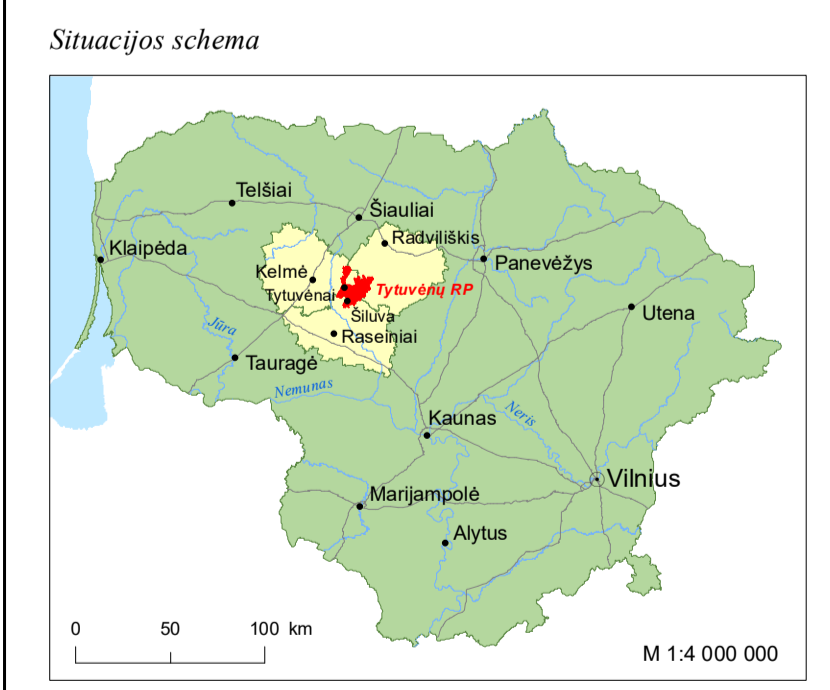 Situacijos schema
Telšiai
Šiauliai
Radviliškis
Klaipėda
Panevėžys
Kelmė
Tytuvėnai
Tytuvėnų RP
Šiluva
Utena
Jūra
Raseiniai
Tauragė
Nemunas
Neris
Kaunas
Vilnius
Marijampolė
Alytus
0 50 100 km
M 1:4 000 000